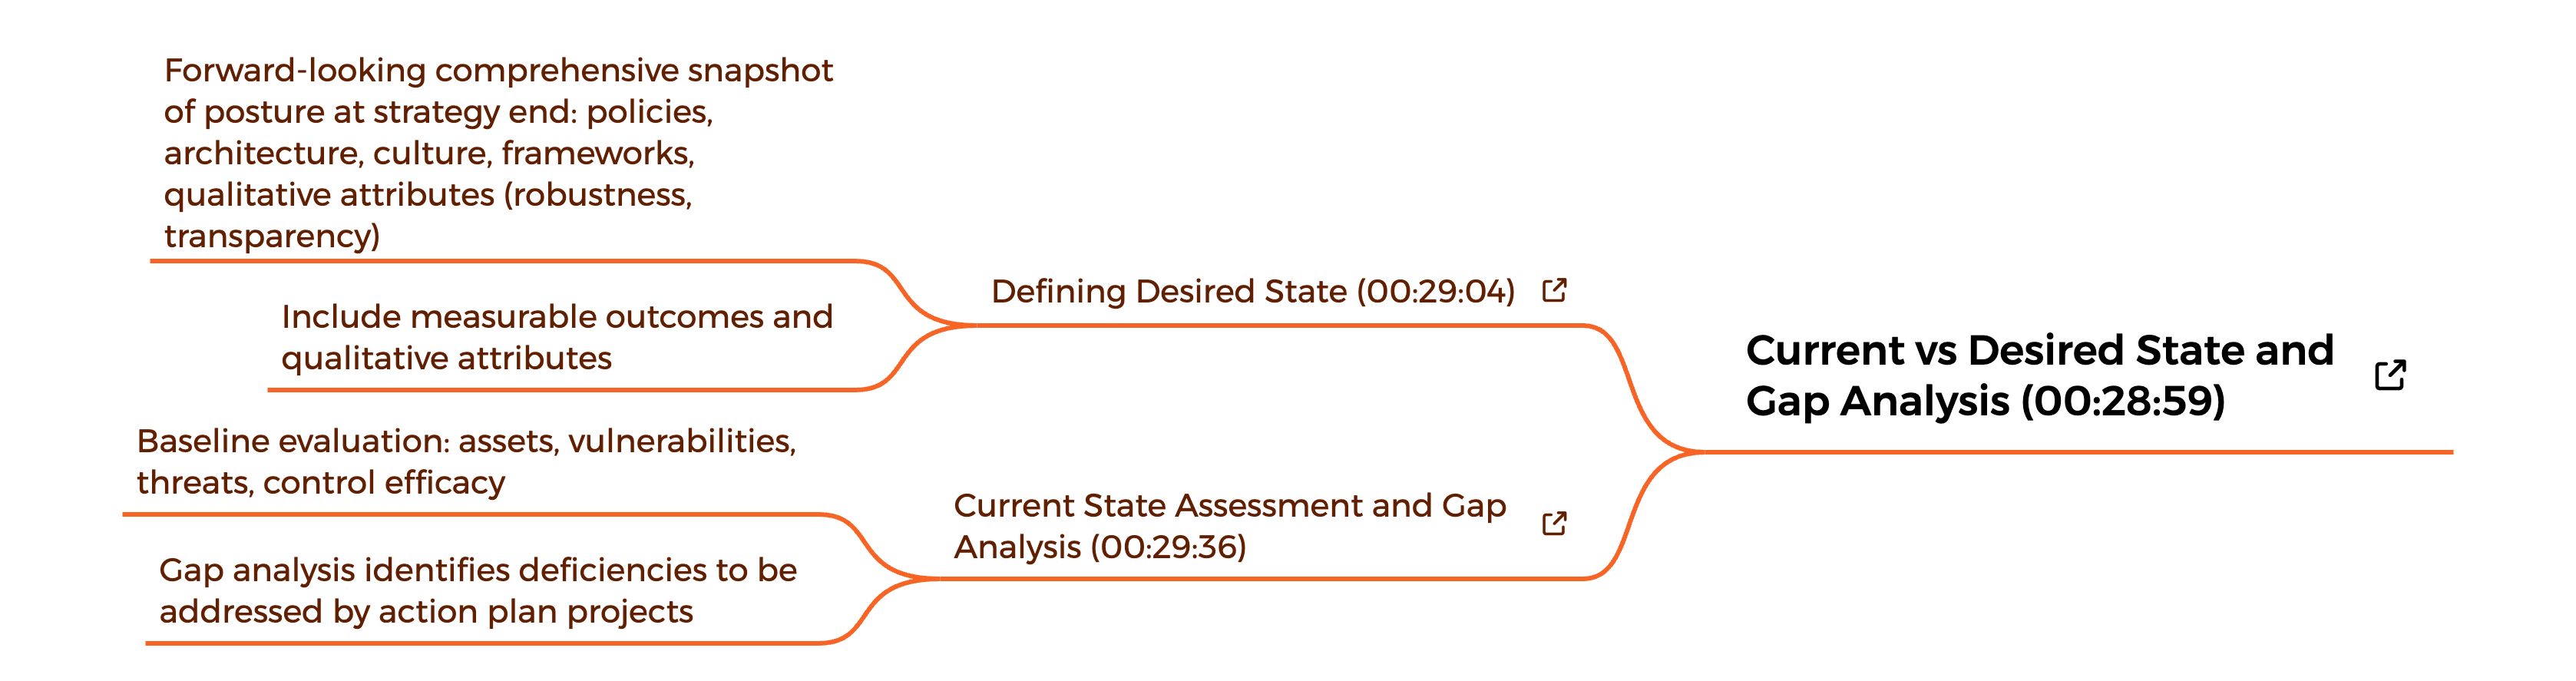 Forward-looking comprehensive snapshot
of posture at strategy end: policies,
architecture, culture, frameworks,
qualitative attributes (robustness,
transparency)
Include measurable outcomes and
qualitative attributes
Defining Desired State (00:29:04)
Baseline evaluation: assets, vulnerabilities,
threats, control efficacy
Gap analysis identifies deficiencies to be
addressed by action plan projects
Current State Assessment and Gap
Analysis (00:29:36)
Current vs Desired State and
Gap Analysis (00:28:59)